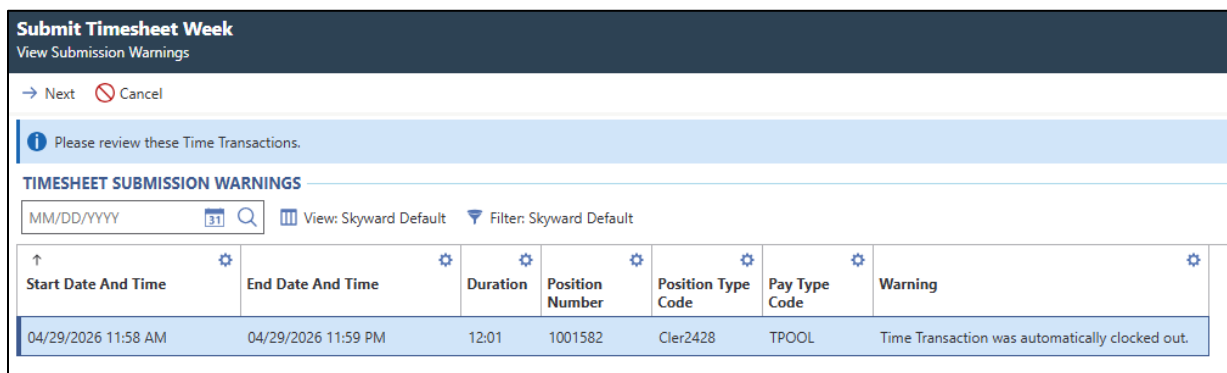 Submit Timesheet Week
View Submission Warnings
→ Next Cancel
Please review these Time Transactions.
TIMESHEET SUBMISSION WARNINGS
MM/DD/YYYY 31 View: Skyward Default Filter: Skyward Default
↑
Start Date And Time End Date And Time Duration Position Number Position Type Code Pay Type Code Warning
04/29/2026 11:58 AM 04/29/2026 11:59 PM 12:01 1001582 Cler2428 TPOOL Time Transaction was automatically clocked out.